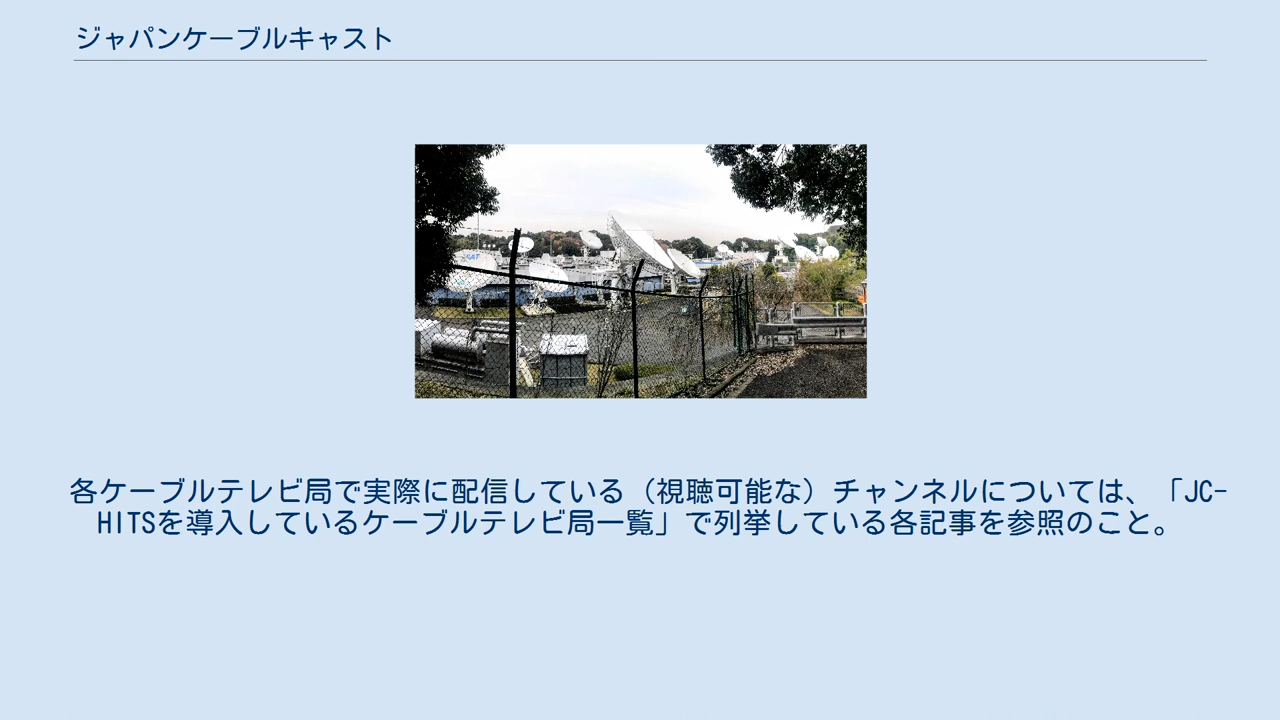 ジャパンケーブルキャスト
各ケーブルテレビ局で実際に配信している（視聴可能な）チャンネルについては、「JC-
HITSを導入しているケーブルテレビ局一覧」で列挙している各記事を参照のこと。